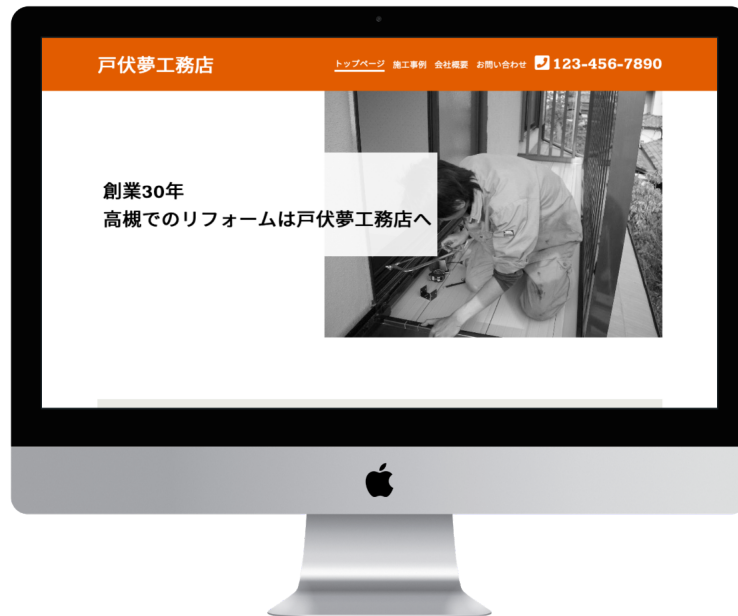 戸伏夢工務店
トップページ 施工事例 会社概要 お問い合わせ 123-456-7890
創業30年
高槻でのリフォームは戸伏夢工務店へ